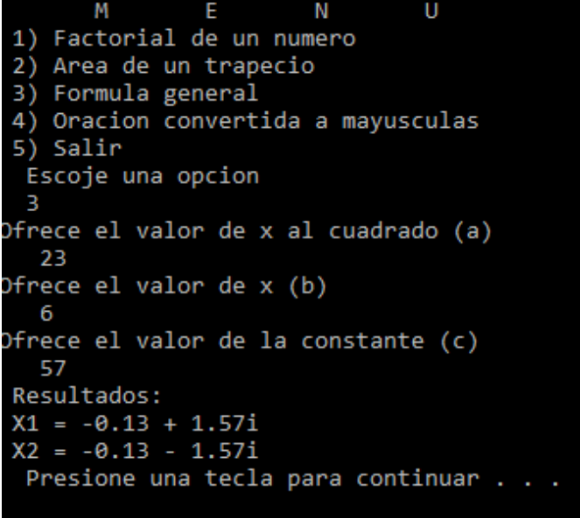 M E N U
1) Factorial de un numero
2) Area de un trapecio
3) Formula general
4) Oracion convertida a mayusculas
5) Salir
Escoje una opcion
3
Ofrece el valor de x al cuadrado (a)
23
Ofrece el valor de x (b)
6
Ofrece el valor de la constante (c)
57
Resultados:
X1 = -0.13 + 1.57i
X2 = -0.13 - 1.57i
Presione una tecla para continuar . . .